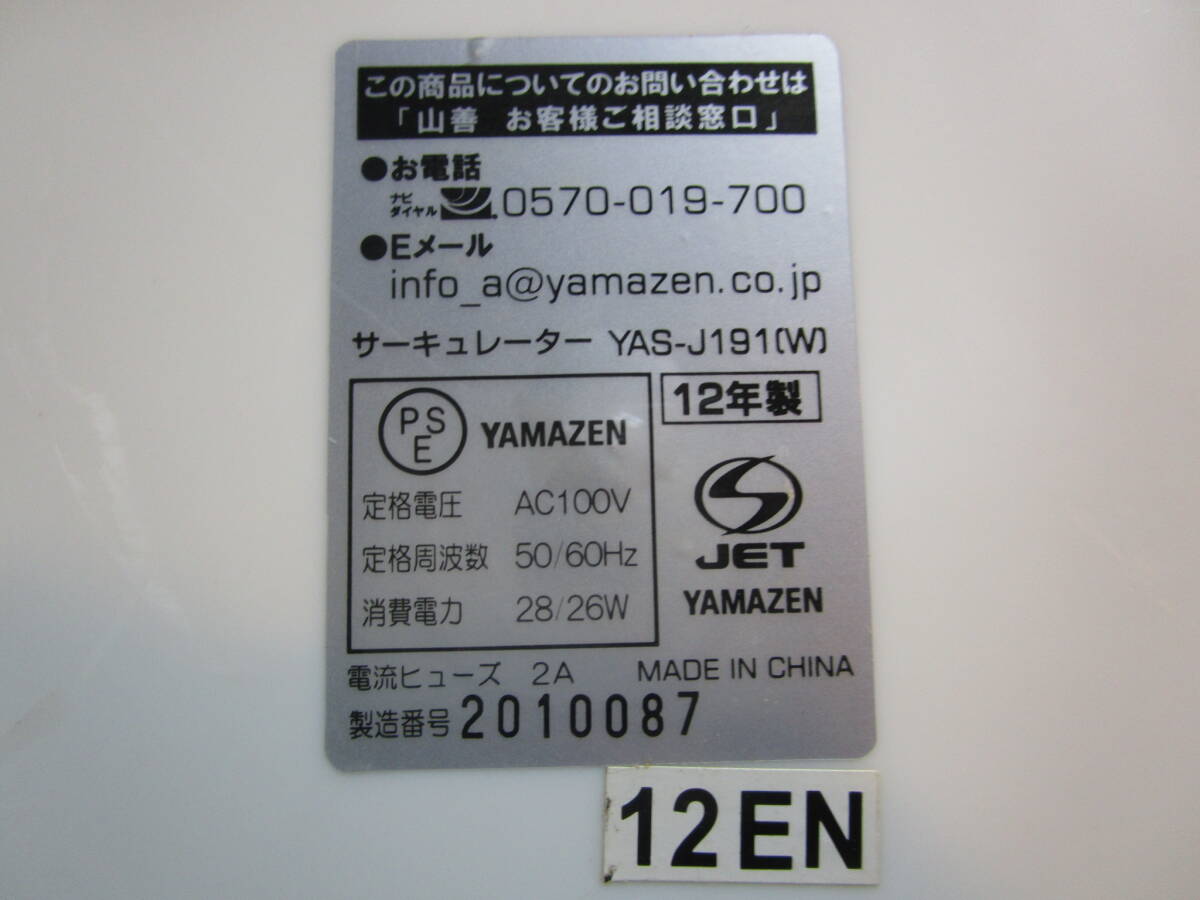 この商品についてのお問い合わせは
「山善 お客様ご相談窓口」
●お電話
ナビダイヤル 0570-019-700
●Eメール
info_a@yamazen.co.jp
サーキュレーター YAS-J191(W)
12年製
PSE YAMAZEN
定格電圧 AC100V
定格周波数 50/60Hz
消費電力 28/26W
JET
YAMAZEN
電流ヒューズ 2A MADE IN CHINA
製造番号 2010087
12EN